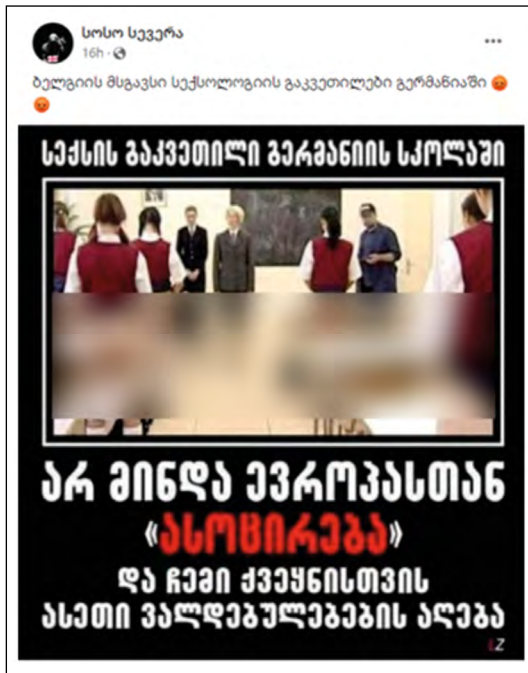 სოსო სევერა
16h
ბელგიის მსგავსი სექსოლოგიის გაკვეთილები გერმანიაში 😡
😡
სექსის გაკვეთილი გერმანიის სკოლაში
არ მინდა ევროპასთან
«ასოცირება»
და ჩემი ქვეყნისთვის
ასეთი ვალდებულებების აღება
LZ